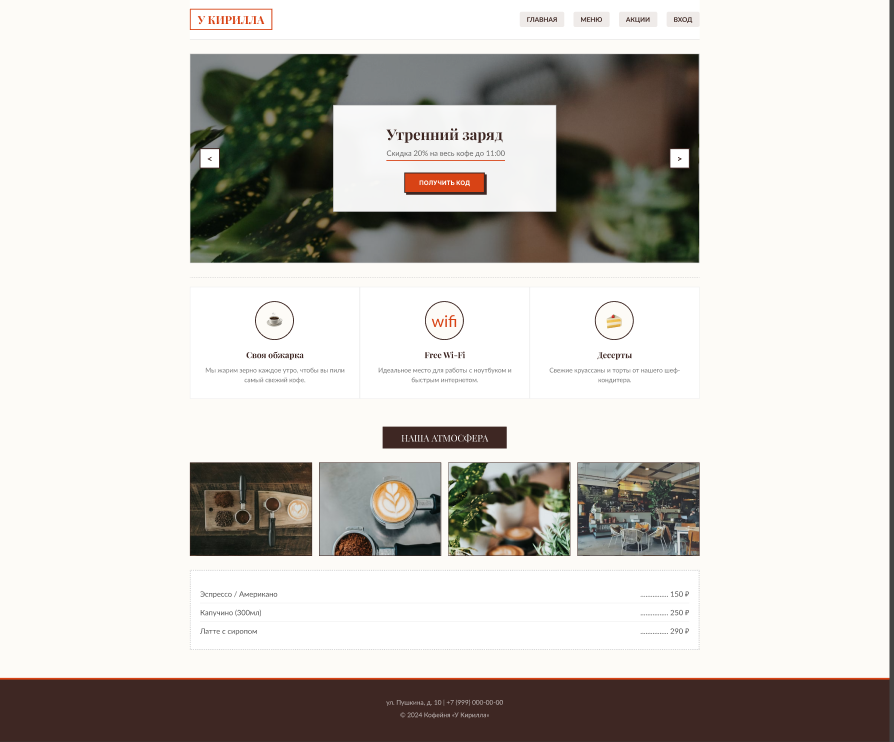 У КИРИЛЛА
ГЛАВНАЯ МЕНЮ АКЦИИ ВХОД
Утренний заряд
Скидка 20% на весь кофе до 11:00
< >
ПОЛУЧИТЬ КОД
wifi
Своя обжарка Free Wi-Fi Десерты
Мы жарим зерно каждое утро, чтобы вы пили Идеальное место для работы с ноутбуком и Свежие круассаны и торты от нашего шеф-
самый свежий кофе. быстрым интернетом. кондитера.
НАША АТМОСФЕРА
Эспрессо / Американо ............... 150 ₽
Капучино (300мл) ............... 250 ₽
Латте с сиропом ............... 290 ₽
ул. Пушкина, д. 10 | +7 (999) 000-00-00
© 2024 Кофейня «У Кирилла»